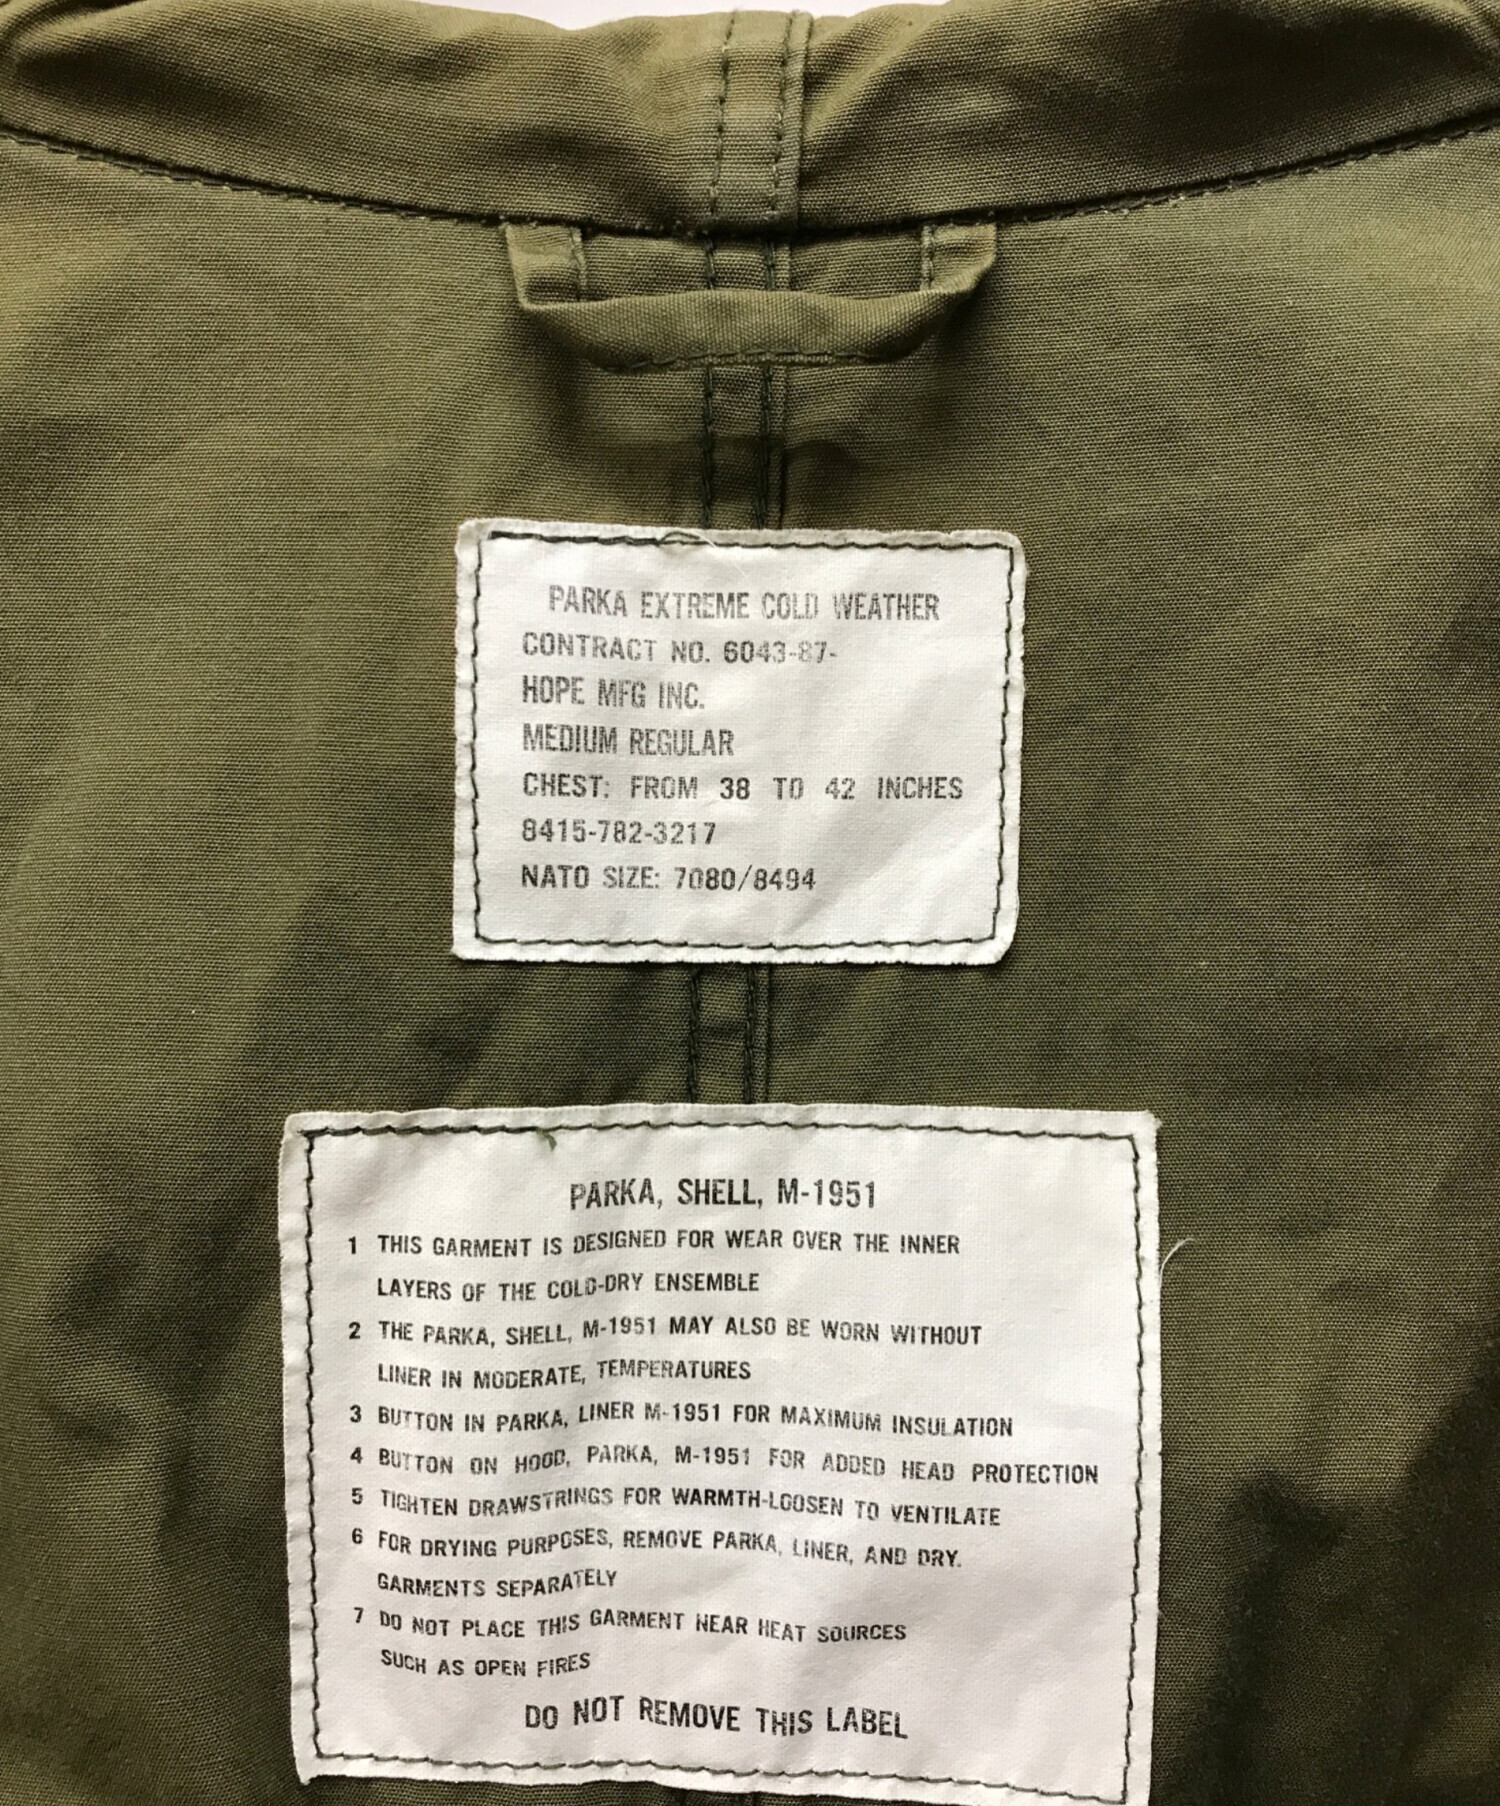 PARKA EXTREME COLD WEATHER
CONTRACT NO. 6043-87-
HOPE MFG INC.
MEDIUM REGULAR
CHEST: FROM 38 TO 42 INCHES
8415-782-3217
NATO SIZE: 7080/8494
PARKA, SHELL, M-1951
1 THIS GARMENT IS DESIGNED FOR WEAR OVER THE INNER
LAYERS OF THE COLD-DRY ENSEMBLE
2 THE PARKA, SHELL, M-1951 MAY ALSO BE WORN WITHOUT
LINER IN MODERATE, TEMPERATURES
3 BUTTON IN PARKA, LINER M-1951 FOR MAXIMUM INSULATION
4 BUTTON ON HOOD, PARKA, M-1951 FOR ADDED HEAD PROTECTION
5 TIGHTEN DRAWSTRINGS FOR WARMTH-LOOSEN TO VENTILATE
6 FOR DRYING PURPOSES, REMOVE PARKA, LINER, AND DRY.
GARMENTS SEPARATELY
7 DO NOT PLACE THIS GARMENT NEAR HEAT SOURCES
SUCH AS OPEN FIRES
DO NOT REMOVE THIS LABEL